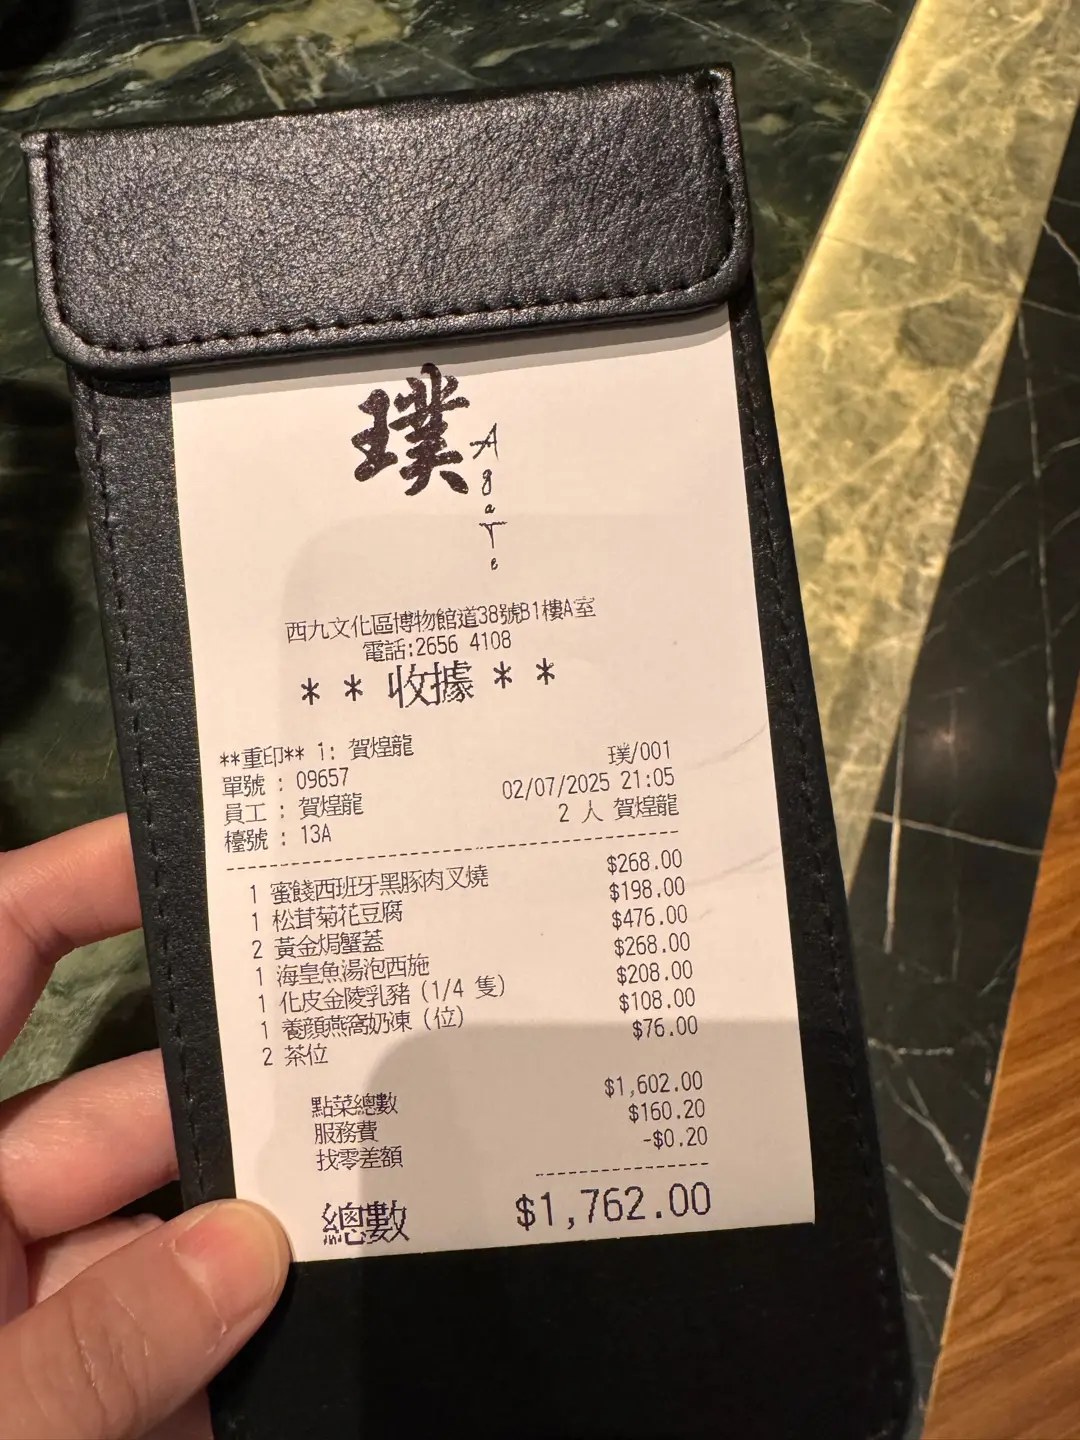 璞 AgaTe
西九文化區博物館道38號B1樓A室
電話:2656 4108
* * 收據 * *
**重印** 1: 賀煌龍 璞/001
單號 : 09657 02/07/2025 21:05
員工 : 賀煌龍 2 人 賀煌龍
檯號 : 13A
1 蜜餞西班牙黑豚肉叉燒 $268.00
1 松茸菊花豆腐 $198.00
2 黃金焗蟹蓋 $476.00
1 海皇魚湯泡西施 $268.00
1 化皮金陵乳豬 (1/4 隻) $208.00
1 養顏燕窩奶凍 (位) $108.00
2 茶位 $76.00
點菜總數 $1,602.00
服務費 $160.20
找零差額 -$0.20
總數 $1,762.00